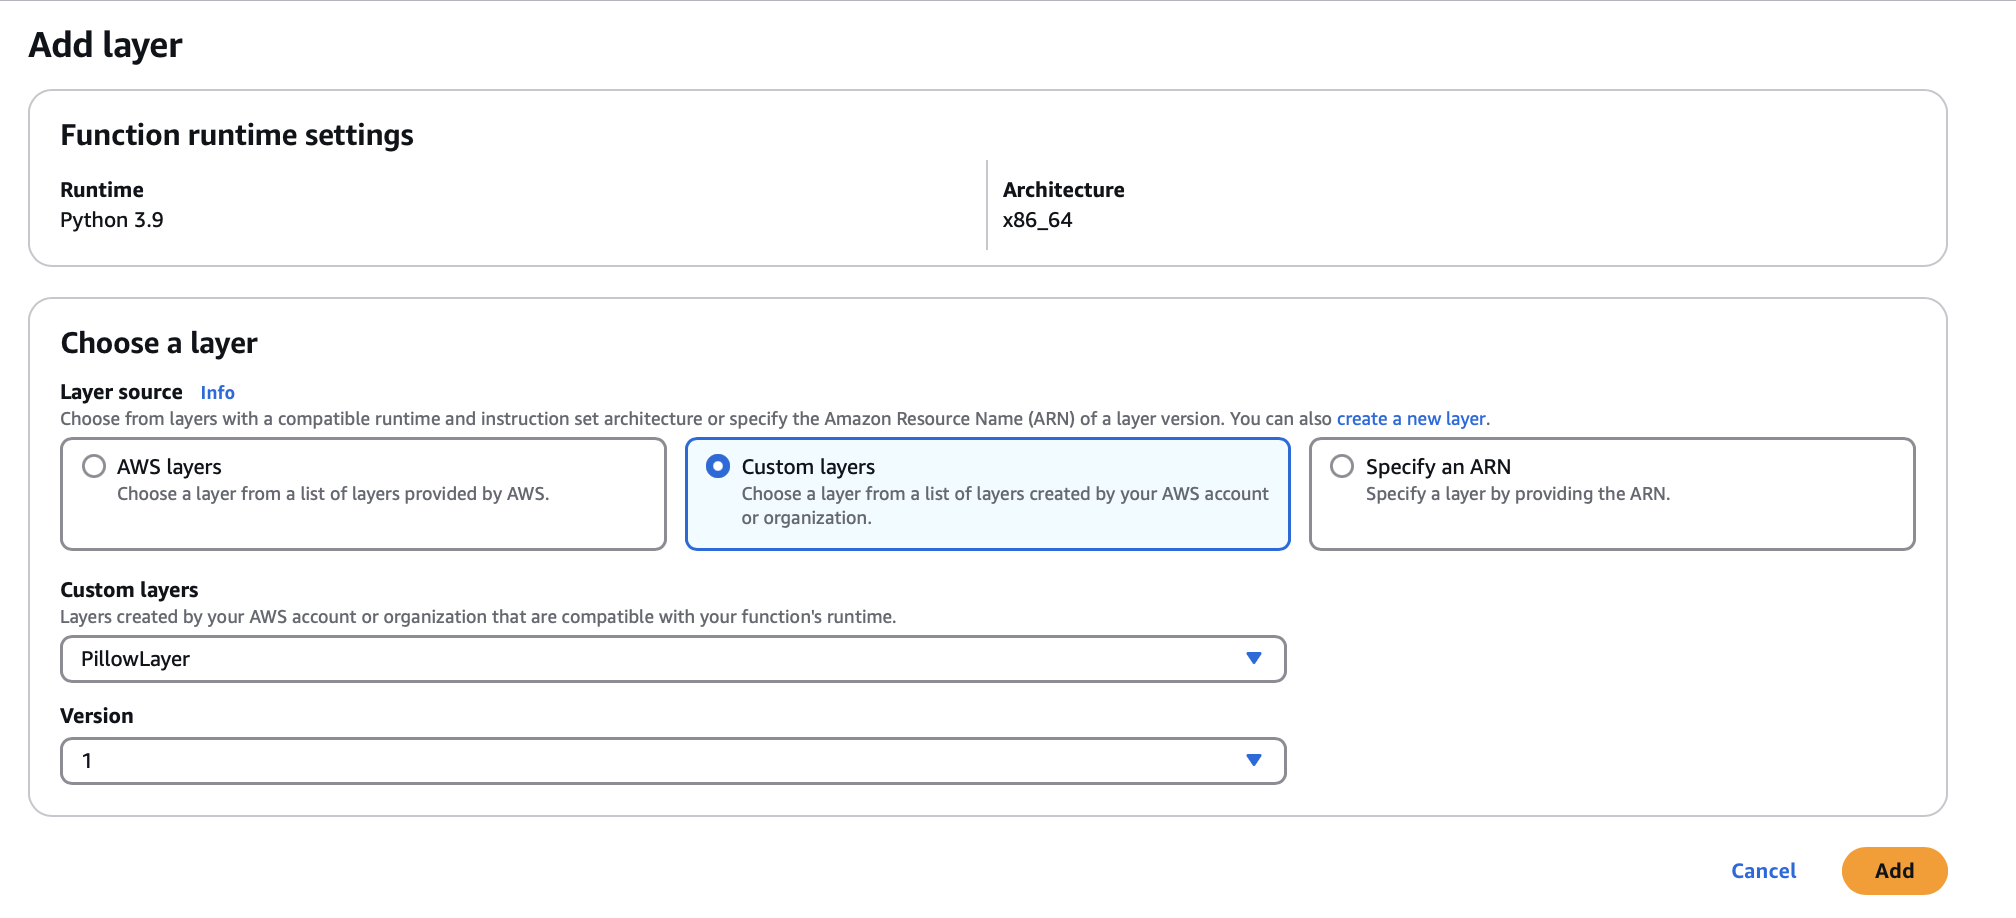 Add layer
Function runtime settings
Runtime
Python 3.9
Architecture
x86_64
Choose a layer
Layer source Info
Choose from layers with a compatible runtime and instruction set architecture or specify the Amazon Resource Name (ARN) of a layer version. You can also create a new layer.
AWS layers
Choose a layer from a list of layers provided by AWS.
Custom layers
Choose a layer from a list of layers created by your AWS account
or organization.
Specify an ARN
Specify a layer by providing the ARN.
Custom layers
Layers created by your AWS account or organization that are compatible with your function's runtime.
PillowLayer
Version
1
Cancel
Add